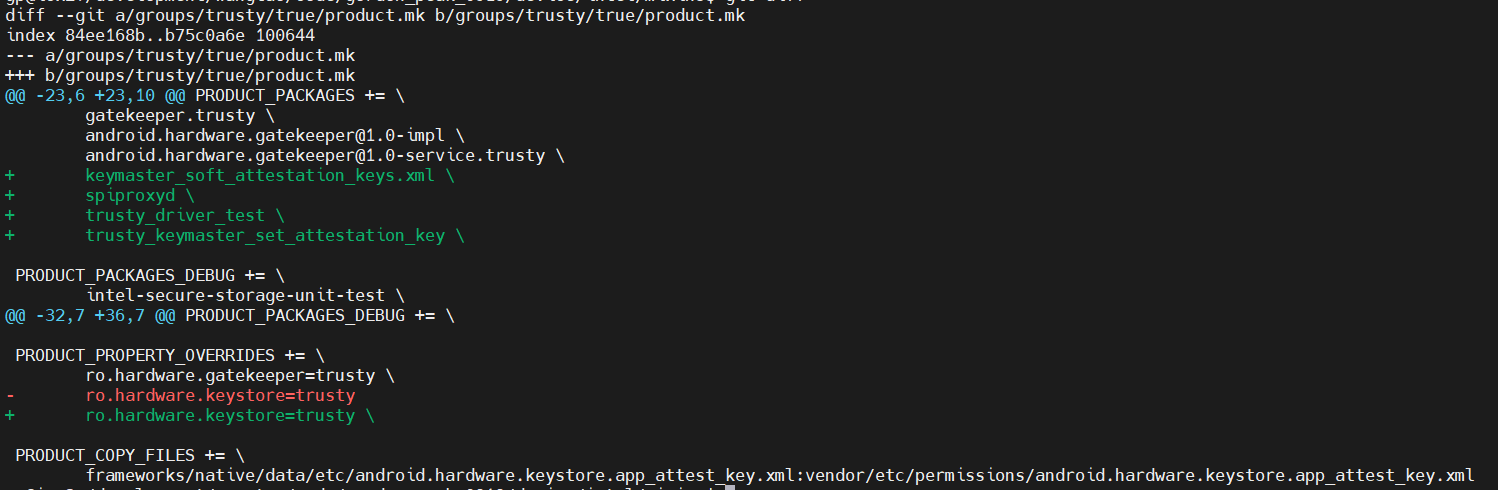 diff --git a/groups/trusty/true/product.mk b/groups/trusty/true/product.mk
index 84ee168b..b75c0a6e 100644
--- a/groups/trusty/true/product.mk
+++ b/groups/trusty/true/product.mk
@@ -23,6 +23,10 @@ PRODUCT_PACKAGES += \
        gatekeeper.trusty \
        android.hardware.gatekeeper@1.0-impl \
        android.hardware.gatekeeper@1.0-service.trusty \
+       keymaster_soft_attestation_keys.xml \
+       spiproxyd \
+       trusty_driver_test \
+       trusty_keymaster_set_attestation_key \
 PRODUCT_PACKAGES_DEBUG += \
        intel-secure-storage-unit-test \
@@ -32,7 +36,7 @@ PRODUCT_PACKAGES_DEBUG += \
 PRODUCT_PROPERTY_OVERRIDES += \
        ro.hardware.gatekeeper=trusty \
-       ro.hardware.keystore=trusty
+       ro.hardware.keystore=trusty \
 PRODUCT_COPY_FILES += \
        frameworks/native/data/etc/android.hardware.keystore.app_attest_key.xml:vendor/etc/permissions/android.hardware.keystore.app_attest_key.xml